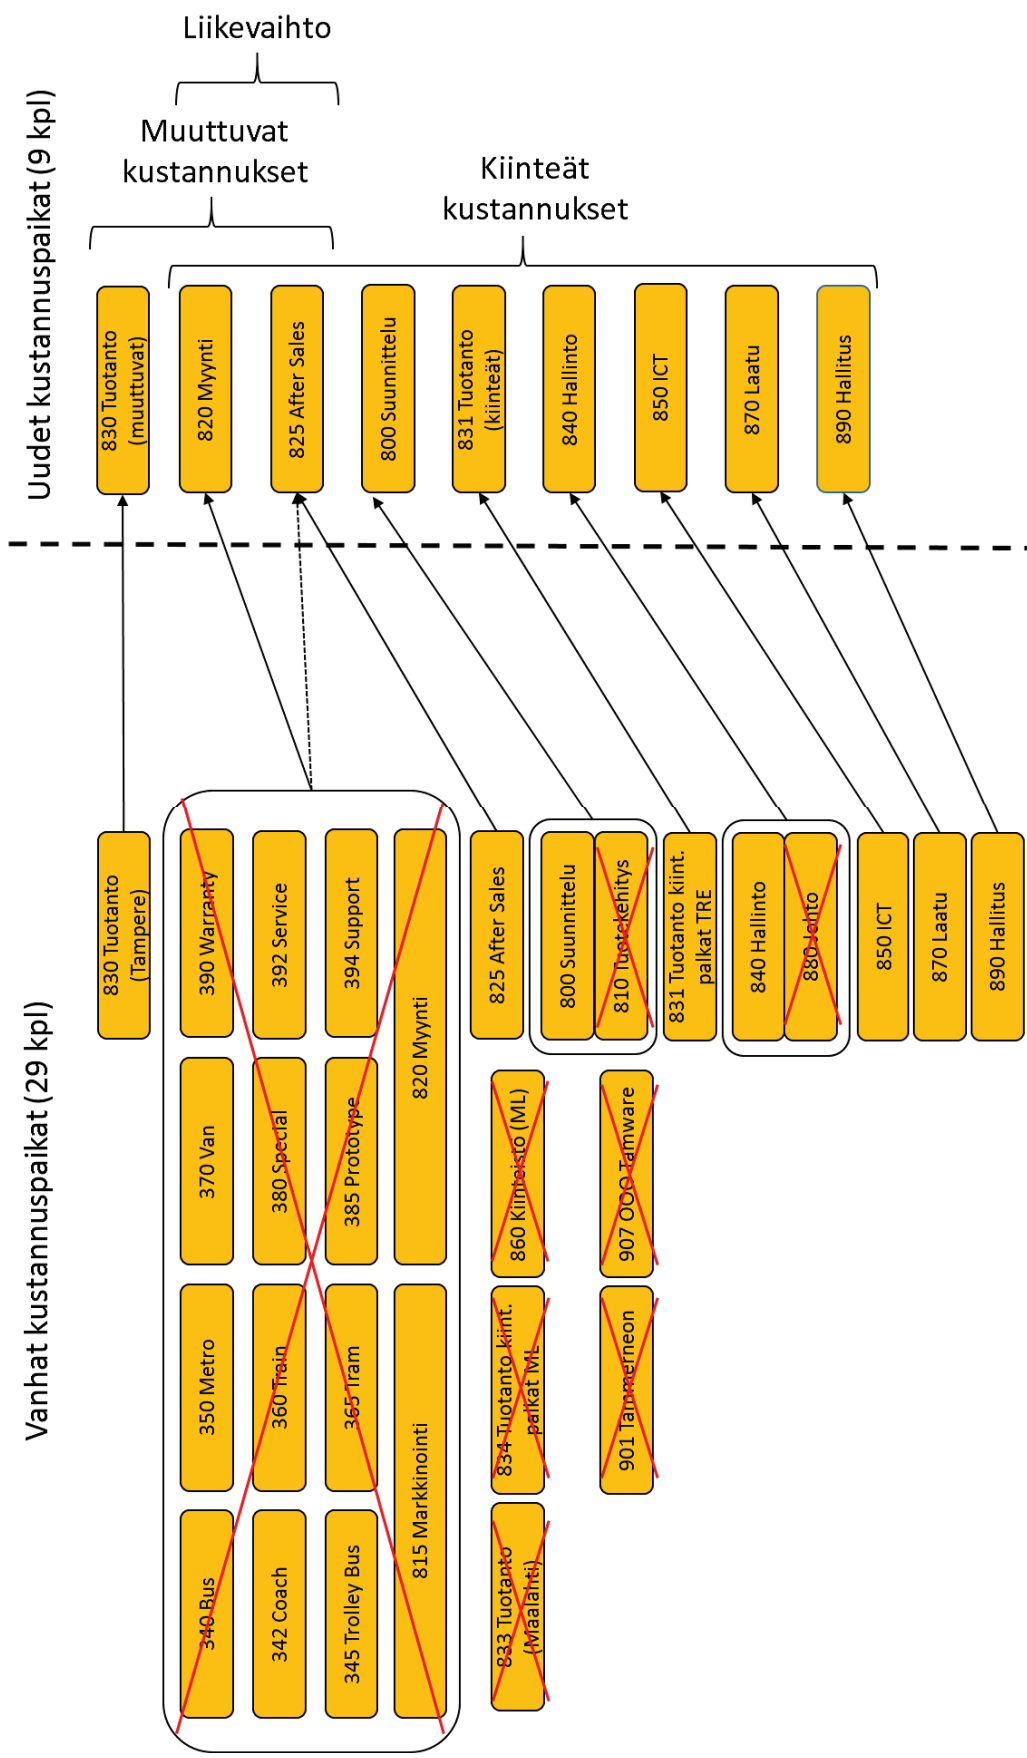 Liikevaihto
Muuttuvat
kustannukset
Kiinteät
kustannukset
Uudet kustannuspaikat (9 kpl)
830 Tuotanto
(muuttuvat)
820 Myynti
825 After Sales
800 Suunnittelu
831 Tuotanto
(kiinteät)
840 Hallinto
850 ICT
870 Laatu
890 Hallitus
Vanhat kustannuspaikat (29 kpl)
830 Tuotanto
(Tampere)
340 Bus
350 Metro
370 Van
390 Warranty
342 Coach
360 Train
380 Special
392 Service
345 Trolley Bus
365 Tram
385 Prototype
394 Support
815 Markkinointi
820 Myynti
825 After Sales
833 Tuotanto
(Maalahti)
834 Tuotanto kiint.
palkat ML
860 Kiinteistö (ML)
800 Suunnittelu
810 Tuotekehitys
901 Tammerneon
907 OOO Tamware
831 Tuotanto kiint.
palkat TRE
840 Hallinto
880 Johto
850 ICT
870 Laatu
890 Hallitus